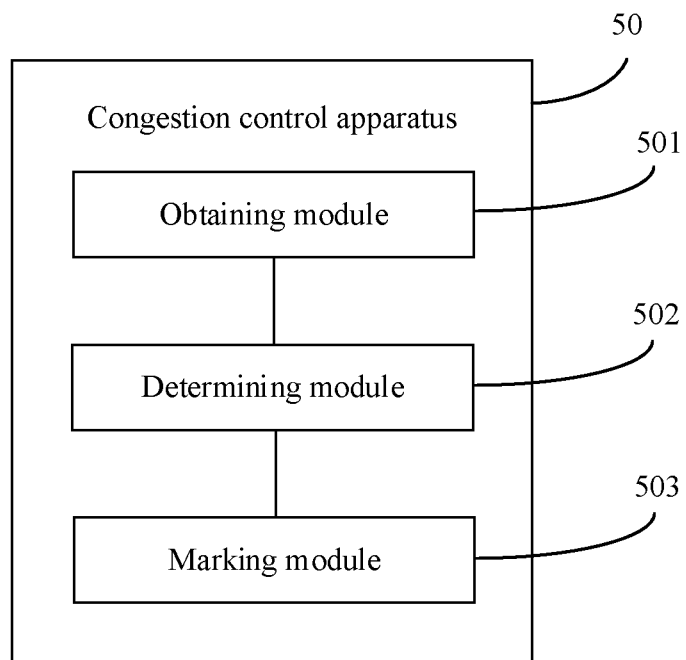 50
Congestion control apparatus
501
Obtaining module
502
Determining module
503
Marking module